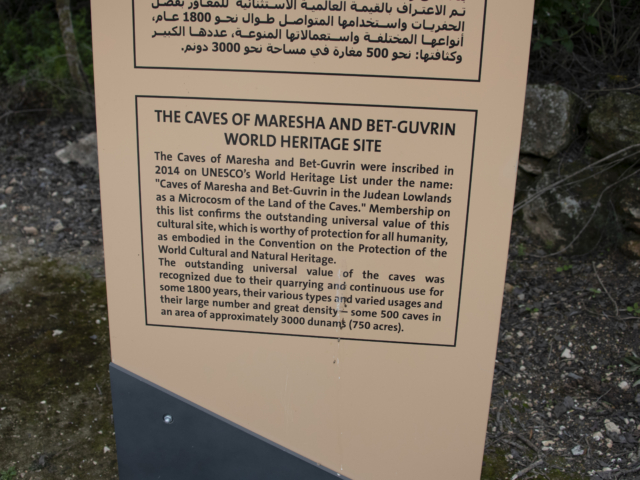 تم الاعتراف بالقيمة العالمية الاستثنائية للمغاور بفضل
الحفريات واستخدامها المتواصل طوال نحو 1800 عام،
أنواعها المختلفة واستعمالاتها المتنوعة، عددها الكبير
وكثافتها: نحو 500 مغارة في مساحة نحو 3000 دونم.
THE CAVES OF MARESHA AND BET-GUVRIN
WORLD HERITAGE SITE
The Caves of Maresha and Bet-Guvrin were inscribed in
2014 on UNESCO's World Heritage List under the name:
"Caves of Maresha and Bet-Guvrin in the Judean Lowlands
as a Microcosm of the Land of the Caves." Membership on
this list confirms the outstanding universal value of this
cultural site, which is worthy of protection for all humanity,
as embodied in the Convention on the Protection of the
World Cultural and Natural Heritage.
The outstanding universal value of the caves was
recognized due to their quarrying and continuous use for
some 1800 years, their various types and varied usages and
their large number and great density – some 500 caves in
an area of approximately 3000 dunams (750 acres).